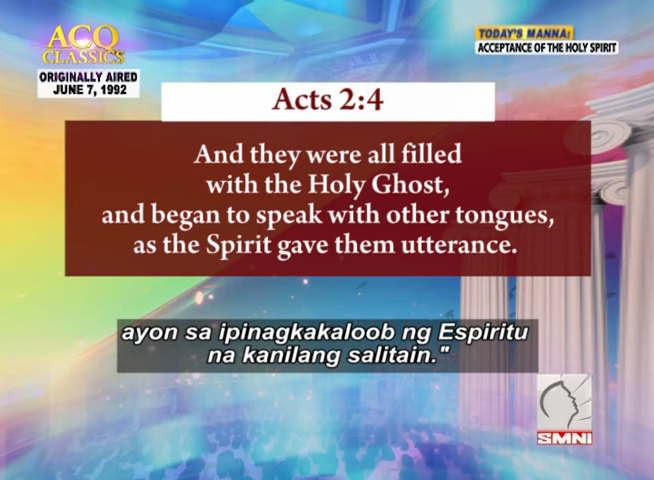 ACQ
CLASSICS
ORIGINALLY AIRED
JUNE 7, 1992
TODAY'S MANNA:
ACCEPTANCE OF THE HOLY SPIRIT
Acts 2:4
And they were all filled
with the Holy Ghost,
and began to speak with other tongues,
as the Spirit gave them utterance.
ayon sa ipinagkakaloob ng Espiritu
na kanilang salitain."
SMNI